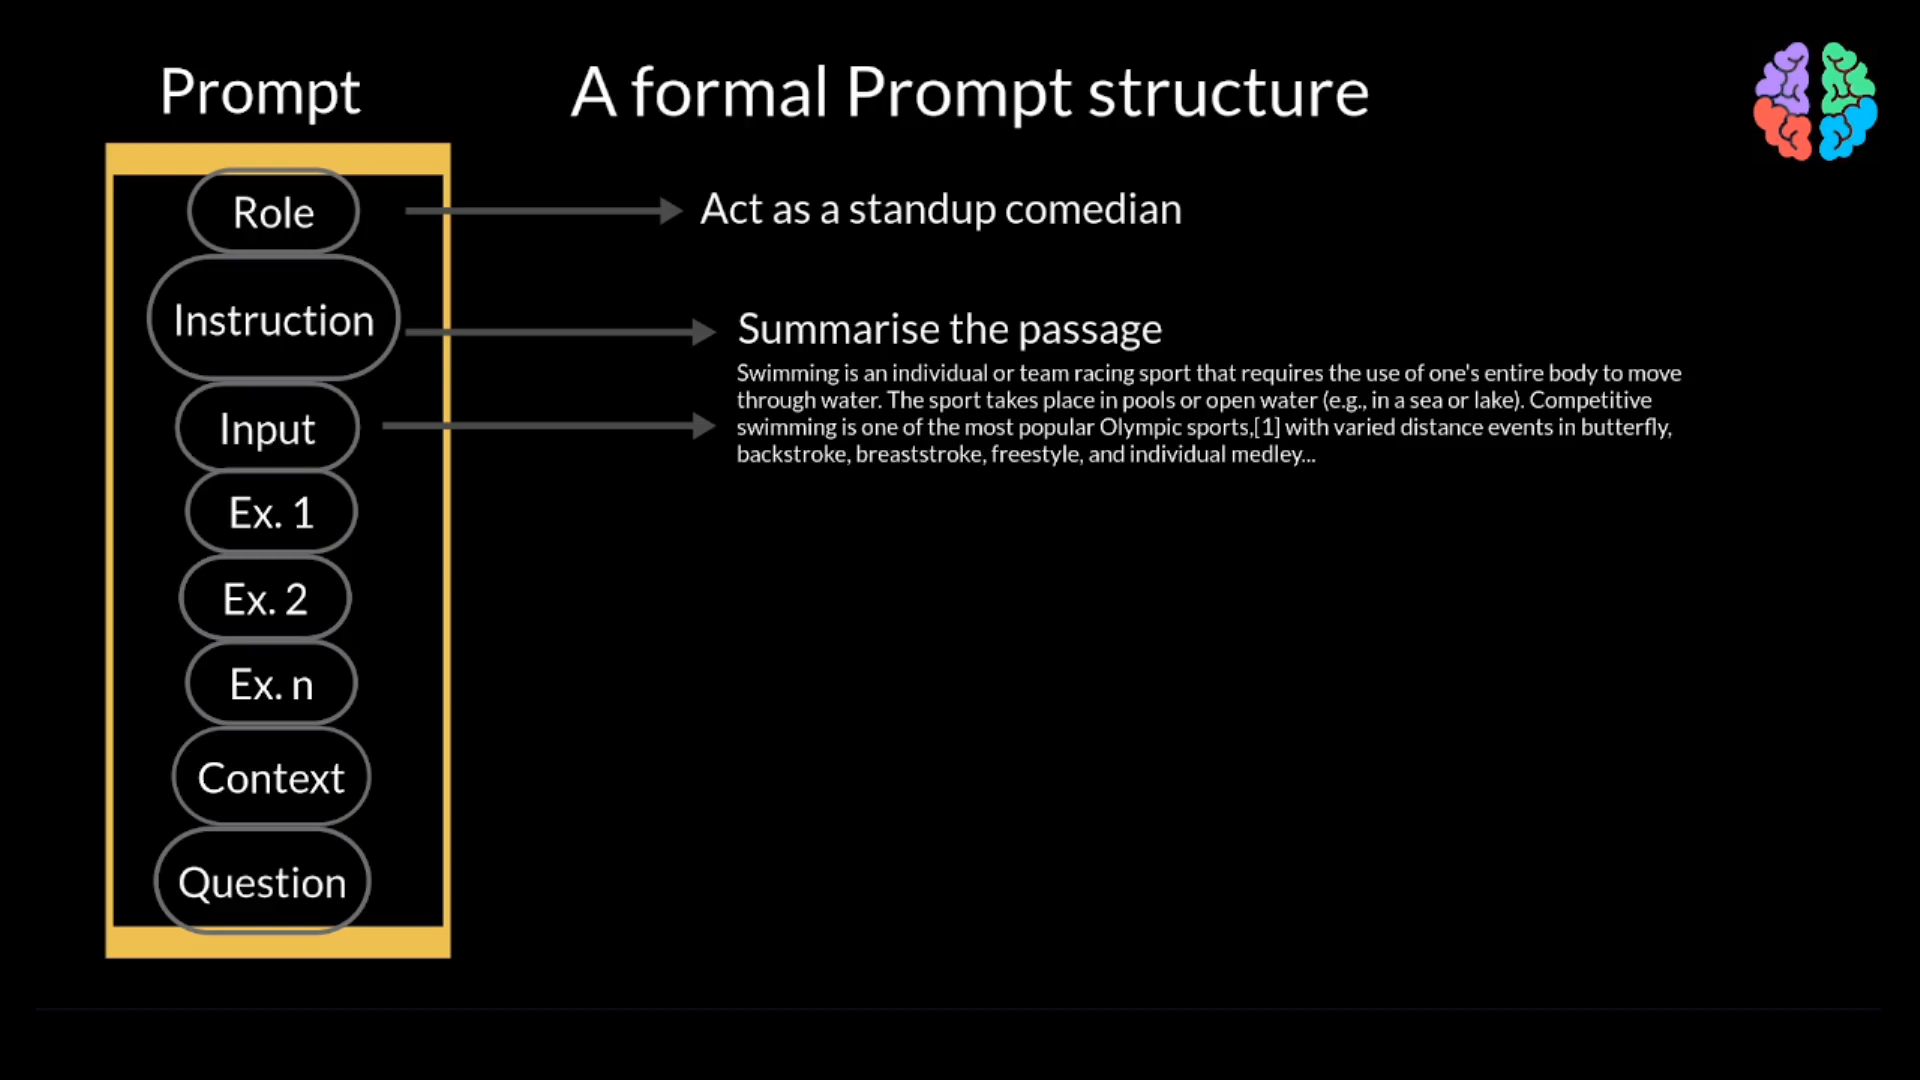 Prompt
A formal Prompt structure
Role
Act as a standup comedian
Instruction
Summarise the passage
Input
Swimming is an individual or team racing sport that requires the use of one's entire body to move
through water. The sport takes place in pools or open water (e.g., in a sea or lake). Competitive
swimming is one of the most popular Olympic sports,[1] with varied distance events in butterfly,
backstroke, breaststroke, freestyle, and individual medley...
Ex. 1
Ex. 2
Ex. n
Context
Question